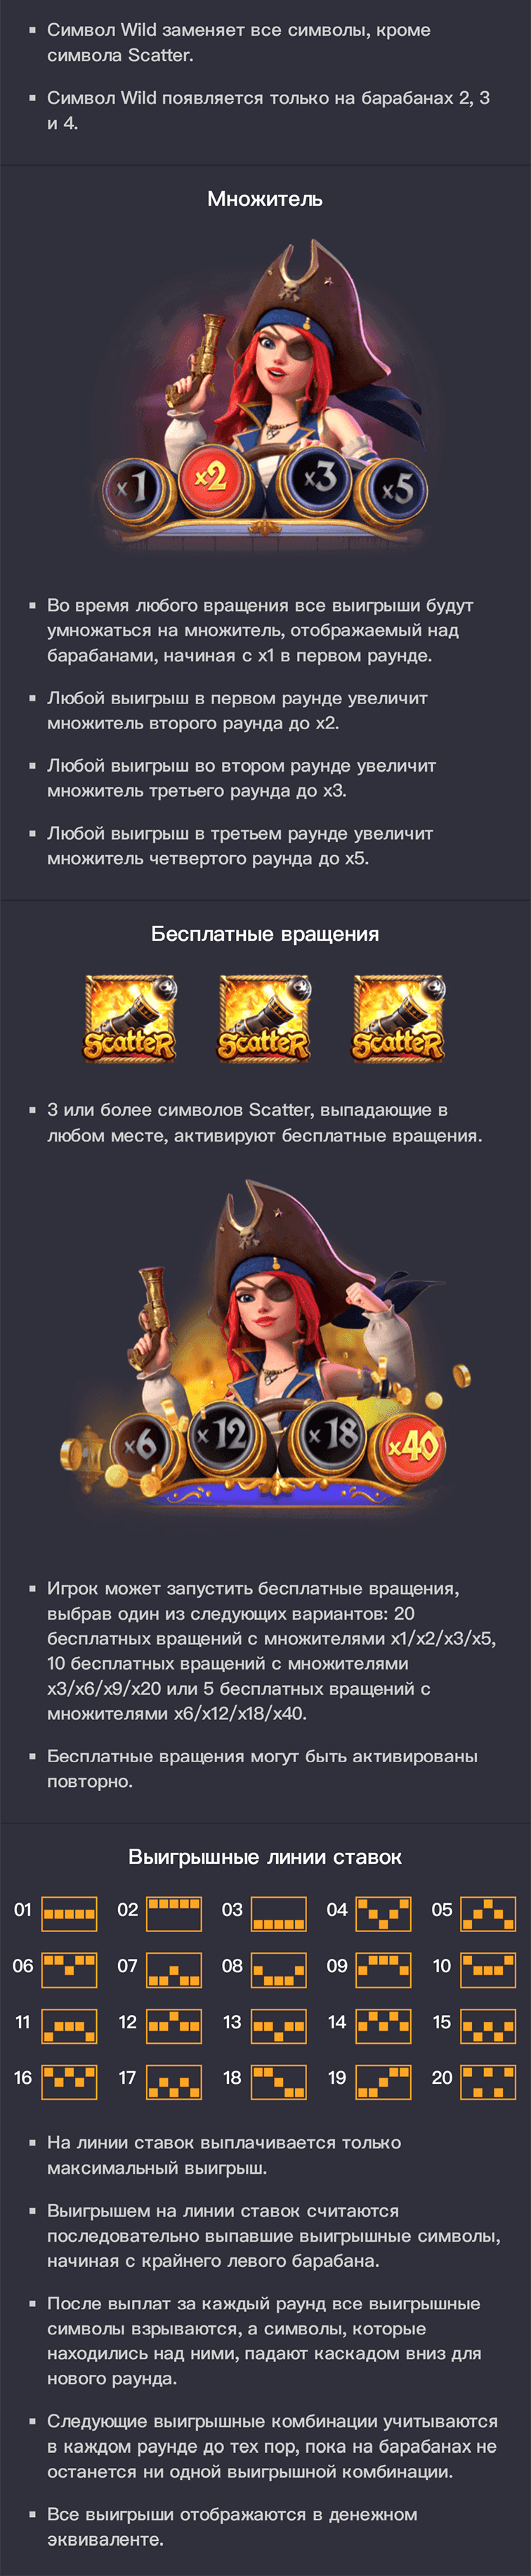 Символ Wild заменяет все символы, кроме
символа Scatter.
Символ Wild появляется только на барабанах 2, 3
и 4.
Множитель
x1
x2
x3
x5
Во время любого вращения все выигрыши будут
умножаться на множитель, отображаемый над
барабанами, начиная с x1 в первом раунде.
Любой выигрыш в первом раунде увеличит
множитель второго раунда до x2.
Любой выигрыш во втором раунде увеличит
множитель третьего раунда до x3.
Любой выигрыш в третьем раунде увеличит
множитель четвертого раунда до x5.
Бесплатные вращения
Scatter
Scatter
Scatter
3 или более символов Scatter, выпадающие в
любом месте, активируют бесплатные вращения.
x6
x12
x18
x40
Игрок может запустить бесплатные вращения,
выбрав один из следующих вариантов: 20
бесплатных вращений с множителями x1/x2/x3/x5,
10 бесплатных вращений с множителями
x3/x6/x9/x20 или 5 бесплатных вращений с
множителями x6/x12/x18/x40.
Бесплатные вращения могут быть активированы
повторно.
Выигрышные линии ставок
01 02 03 04 05
06 07 08 09 10
11 12 13 14 15
16 17 18 19 20
На линии ставок выплачивается только
максимальный выигрыш.
Выигрышем на линии ставок считаются
последовательно выпавшие выигрышные символы,
начиная с крайнего левого барабана.
После выплат за каждый раунд все выигрышные
символы взрываются, а символы, которые
находились над ними, падают каскадом вниз для
нового раунда.
Следующие выигрышные комбинации учитываются
в каждом раунде до тех пор, пока на барабанах не
останется ни одной выигрышной комбинации.
Все выигрыши отображаются в денежном
эквиваленте.